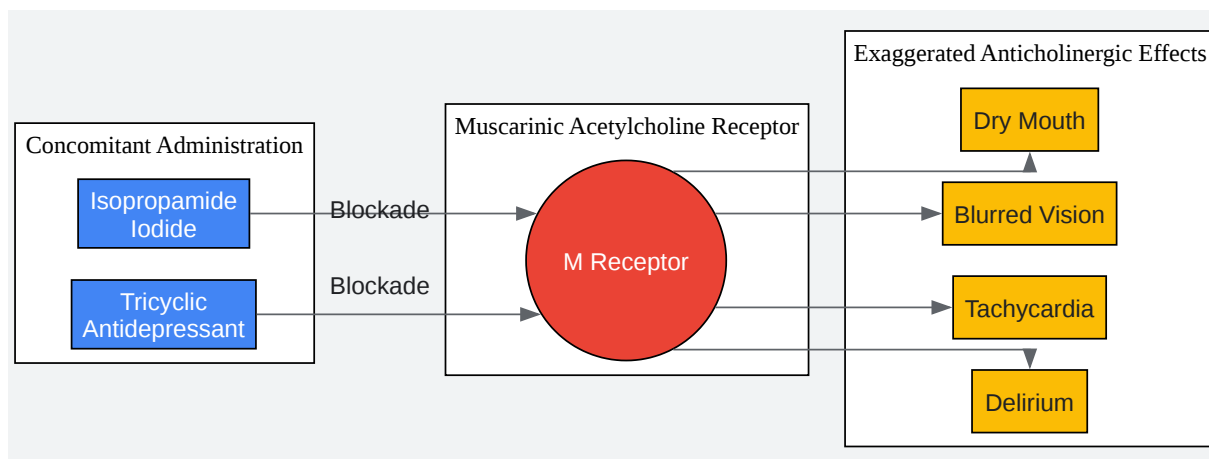 Concomitant Administration
Isopropamide
Iodide
Tricyclic
Antidepressant
Blockade
Blockade
Muscarinic Acetylcholine Receptor
M Receptor
Exaggerated Anticholinergic Effects
Dry Mouth
Blurred Vision
Tachycardia
Delirium